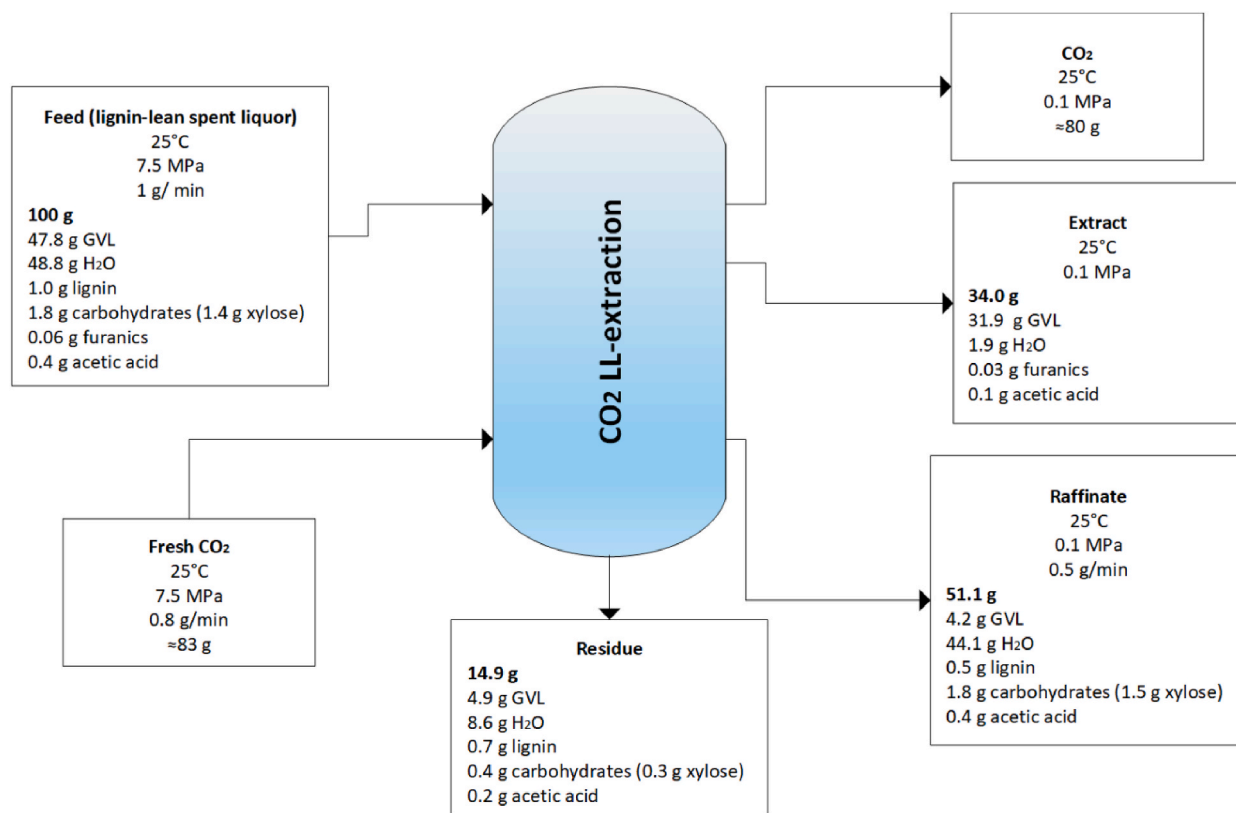 Feed (lignin-lean spent liquor)
25°C
7.5 MPa
1 g/ min
100 g
47.8 g GVL
48.8 g H₂O
1.0 g lignin
1.8 g carbohydrates (1.4 g xylose)
0.06 g furanics
0.4 g acetic acid
Fresh CO₂
25°C
7.5 MPa
0.8 g/min
≈83 g
CO₂ LL-extraction
CO₂
25°C
0.1 MPa
≈80 g
Extract
25°C
0.1 MPa
34.0 g
31.9 g GVL
1.9 g H₂O
0.03 g furanics
0.1 g acetic acid
Raffinate
25°C
0.1 MPa
0.5 g/min
51.1 g
4.2 g GVL
44.1 g H₂O
0.5 g lignin
1.8 g carbohydrates (1.5 g xylose)
0.4 g acetic acid
Residue
14.9 g
4.9 g GVL
8.6 g H₂O
0.7 g lignin
0.4 g carbohydrates (0.3 g xylose)
0.2 g acetic acid